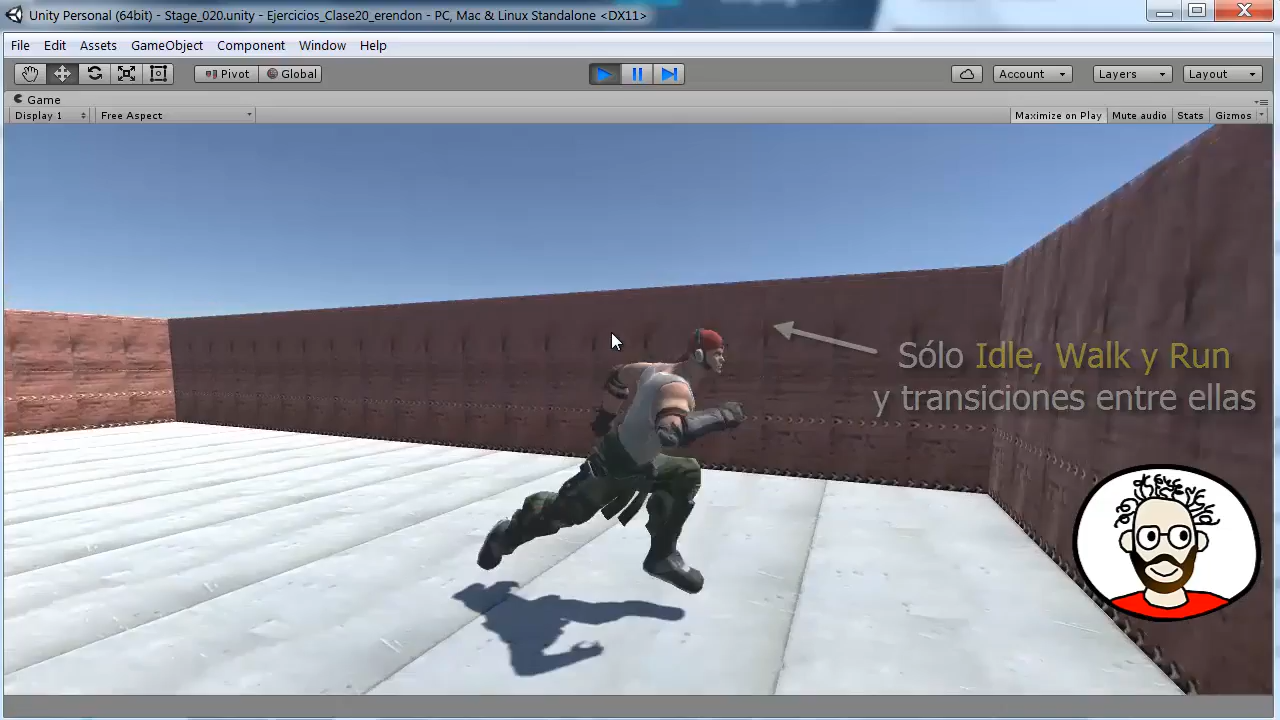 Unity Personal (64bit) - Stage_020.unity - Ejercicios_Clase20_erendon - PC, Mac & Linux Standalone <DX11>
File Edit Assets GameObject Component Window Help
Pivot Global Account Layers Layout
Game
Display 1 Free Aspect Maximize on Play Mute audio Stats Gizmos
Sólo Idle, Walk y Run
y transiciones entre ellas